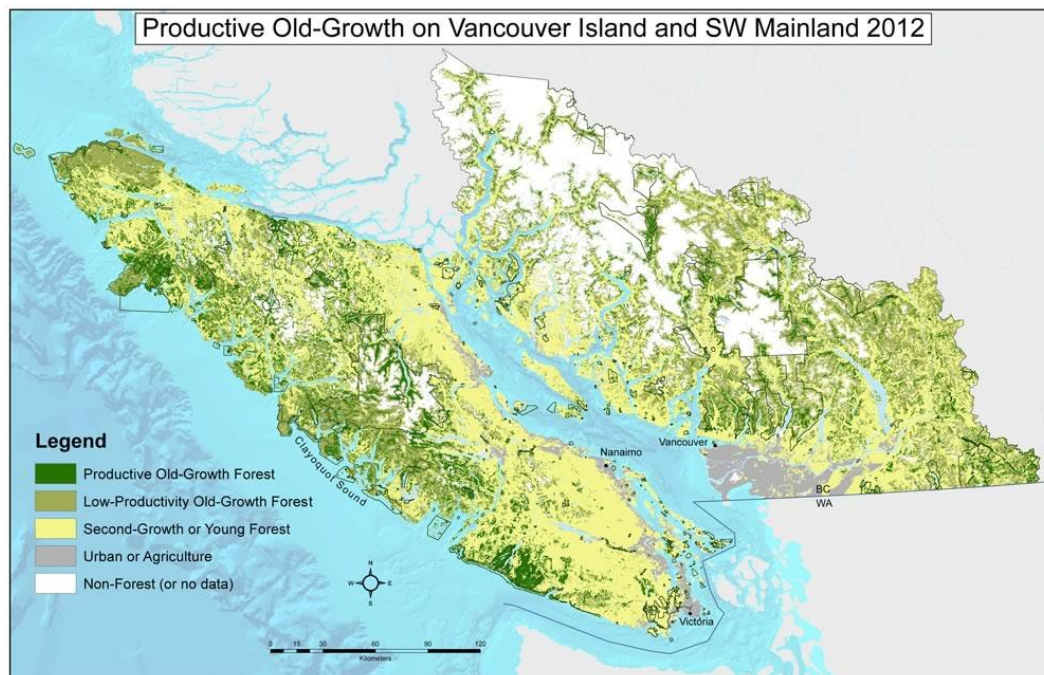 Productive Old-Growth on Vancouver Island and SW Mainland 2012
Vancouver
Nanaimo
BC
WA
Victoria
Clayoquot Sound
Legend
Productive Old-Growth Forest
Low-Productivity Old-Growth Forest
Second-Growth or Young Forest
Urban or Agriculture
Non-Forest (or no data)
N
W E
S
0 15 30 60 90 120
Kilometers